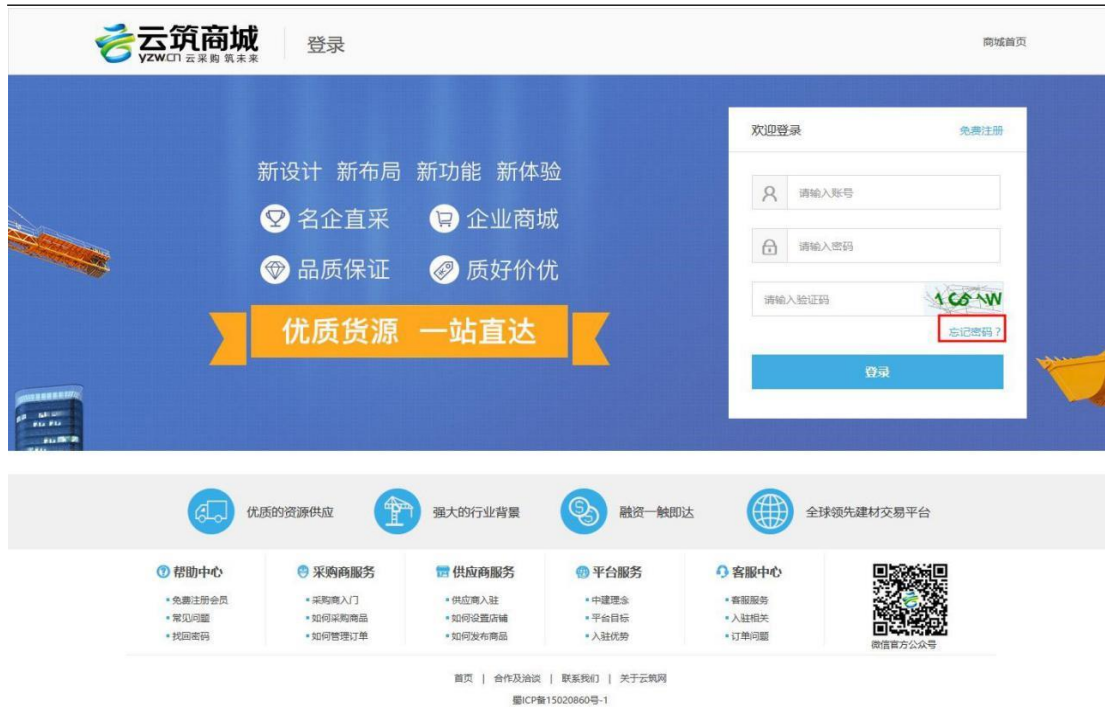 云筑商城
yzw.cn 云采购 筑未来
登录
商城首页
新设计 新布局 新功能 新体验
名企直采 企业商城
品质保证 质好价优
优质货源 一站直达
欢迎登录 免费注册
请输入账号
请输入密码
请输入验证码
忘记密码？
登录
优质的资源供应 强大的行业背景 融资一触即达 全球领先建材交易平台
帮助中心 采购商服务 供应商服务 平台服务 客服中心
免费注册会员 采购商入门 供应商入驻 中建理念 客服服务
常见问题 如何采购商品 如何设置店铺 平台目标 入驻相关
找回密码 如何管理订单 如何发布商品 入驻优势 订单问题
微信官方公众号
首页 | 合作及洽谈 | 联系我们 | 关于云筑网
蜀ICP备15020860号-1